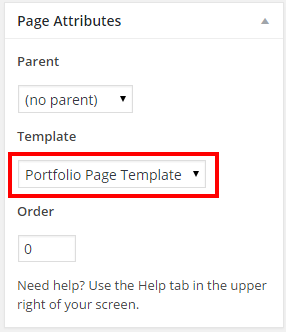 Page Attributes
Parent
(no parent)
Template
Portfolio Page Template
Order
0
Need help? Use the Help tab in the upper
right of your screen.